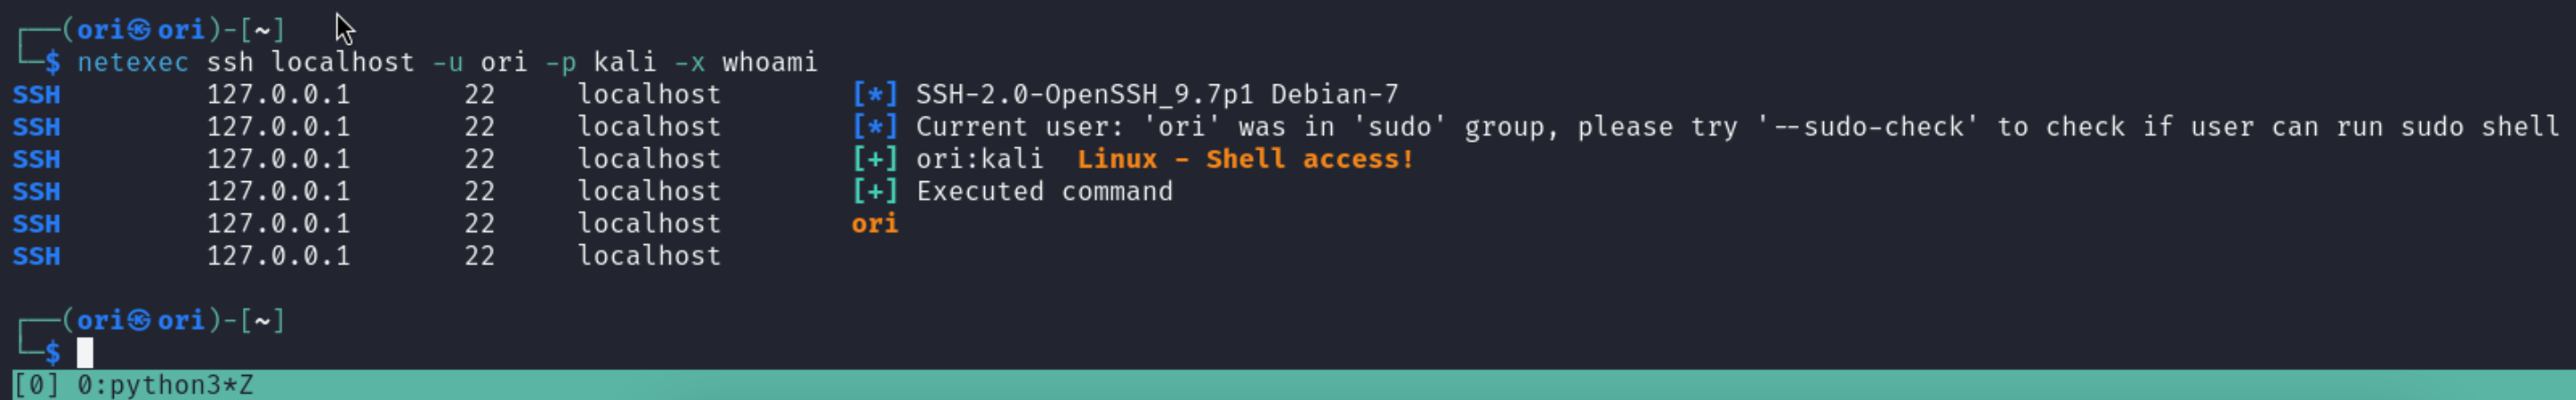 ┌──(ori㉿ori)-[~]
└─$ netexec ssh localhost -u ori -p kali -x whoami
SSH         127.0.0.1       22     localhost        [*] SSH-2.0-OpenSSH_9.7p1 Debian-7
SSH         127.0.0.1       22     localhost        [*] Current user: 'ori' was in 'sudo' group, please try '--sudo-check' to check if user can run sudo shell
SSH         127.0.0.1       22     localhost        [+] ori:kali  Linux - Shell access!
SSH         127.0.0.1       22     localhost        [+] Executed command
SSH         127.0.0.1       22     localhost        ori
SSH         127.0.0.1       22     localhost
┌──(ori㉿ori)-[~]
└─$
[0] 0:python3*Z